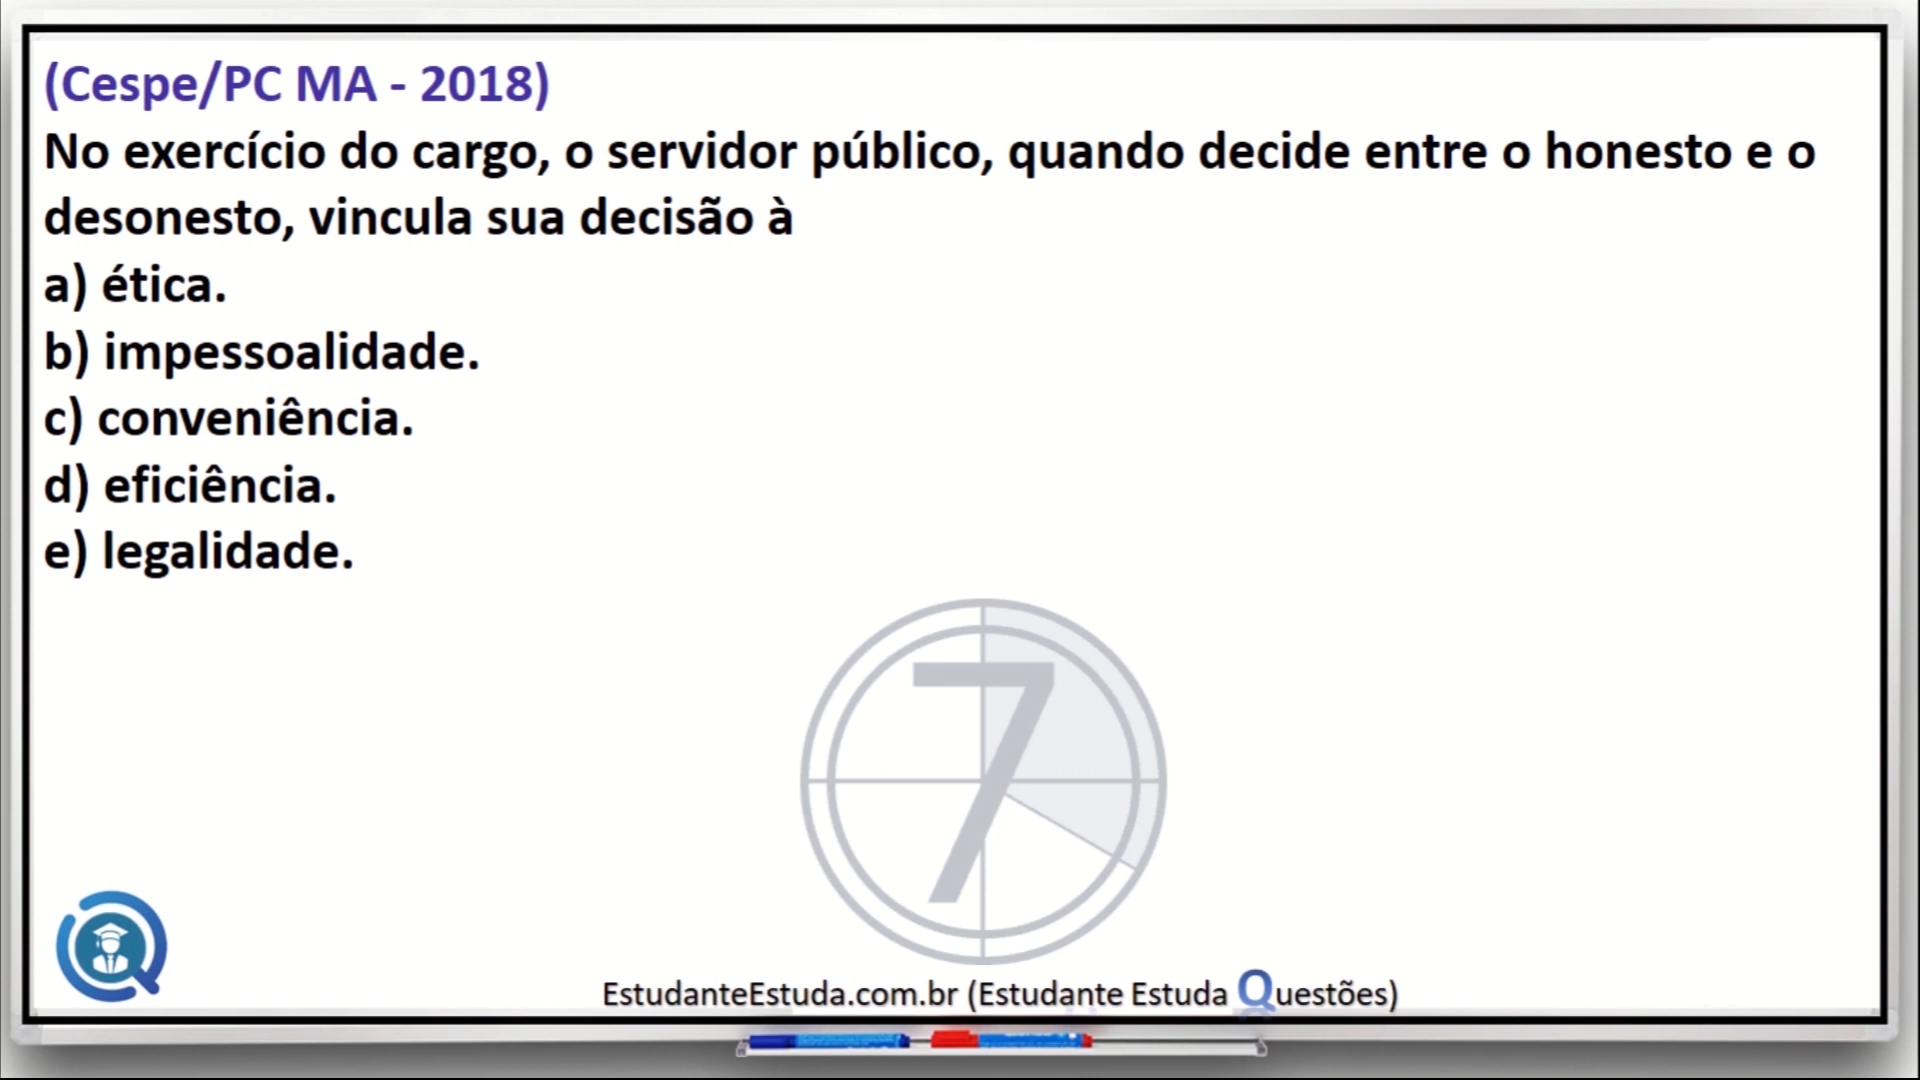 (Cespe/PC MA - 2018)
No exercício do cargo, o servidor público, quando decide entre o honesto e o
desonesto, vincula sua decisão à
a) ética.
b) impessoalidade.
c) conveniência.
d) eficiência.
e) legalidade.
7
EstudanteEstuda.com.br (Estudante Estuda Questões)